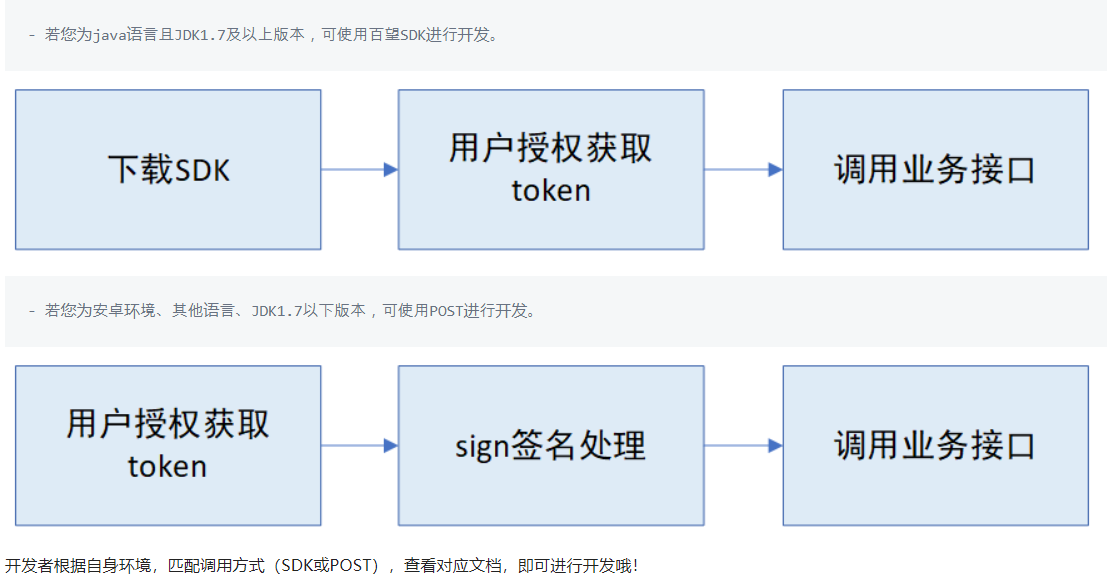 - 若您为java语言且JDK1.7及以上版本，可使用百望SDK进行开发。
下载SDK
用户授权获取
token
调用业务接口
- 若您为安卓环境、其他语言、JDK1.7以下版本，可使用POST进行开发。
用户授权获取
token
sign签名处理
调用业务接口
开发者根据自身环境，匹配调用方式（SDK或POST），查看对应文档，即可进行开发哦！